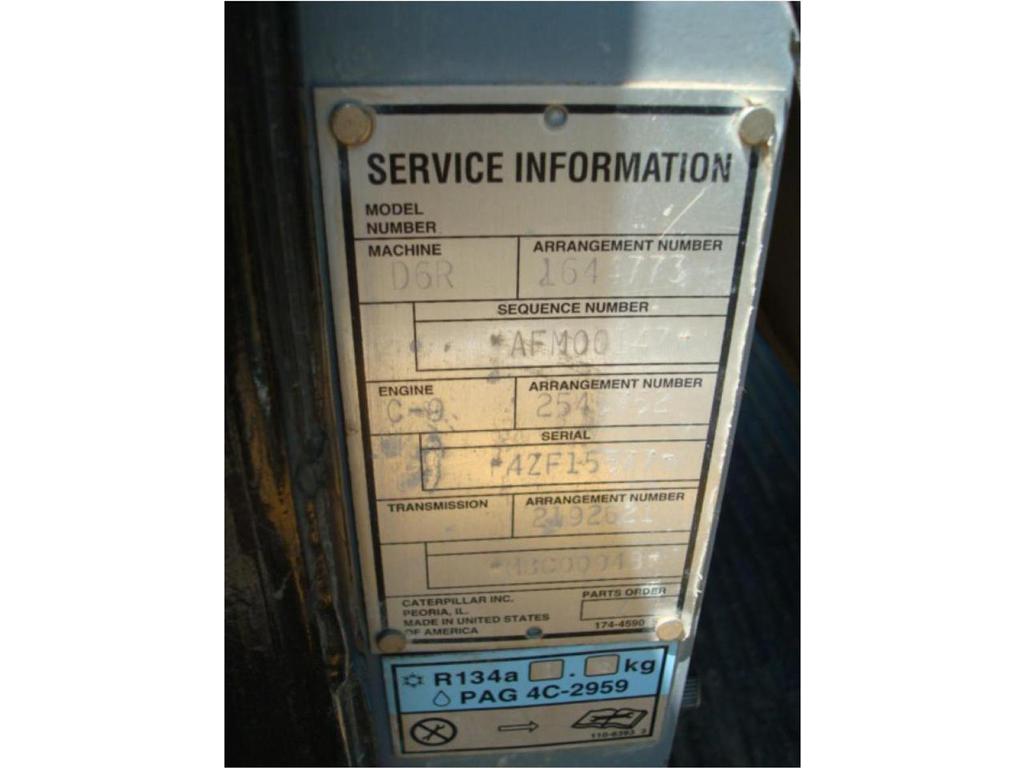 SERVICE INFORMATION
MODEL
NUMBER
MACHINE ARRANGEMENT NUMBER
D6R
SEQUENCE NUMBER
ENGINE ARRANGEMENT NUMBER
C-9
SERIAL
TRANSMISSION ARRANGEMENT NUMBER
CATERPILLAR INC. PARTS ORDER
PEORIA, IL.
MADE IN UNITED STATES
OF AMERICA 174-4590
R134a . kg
PAG 4C-2959